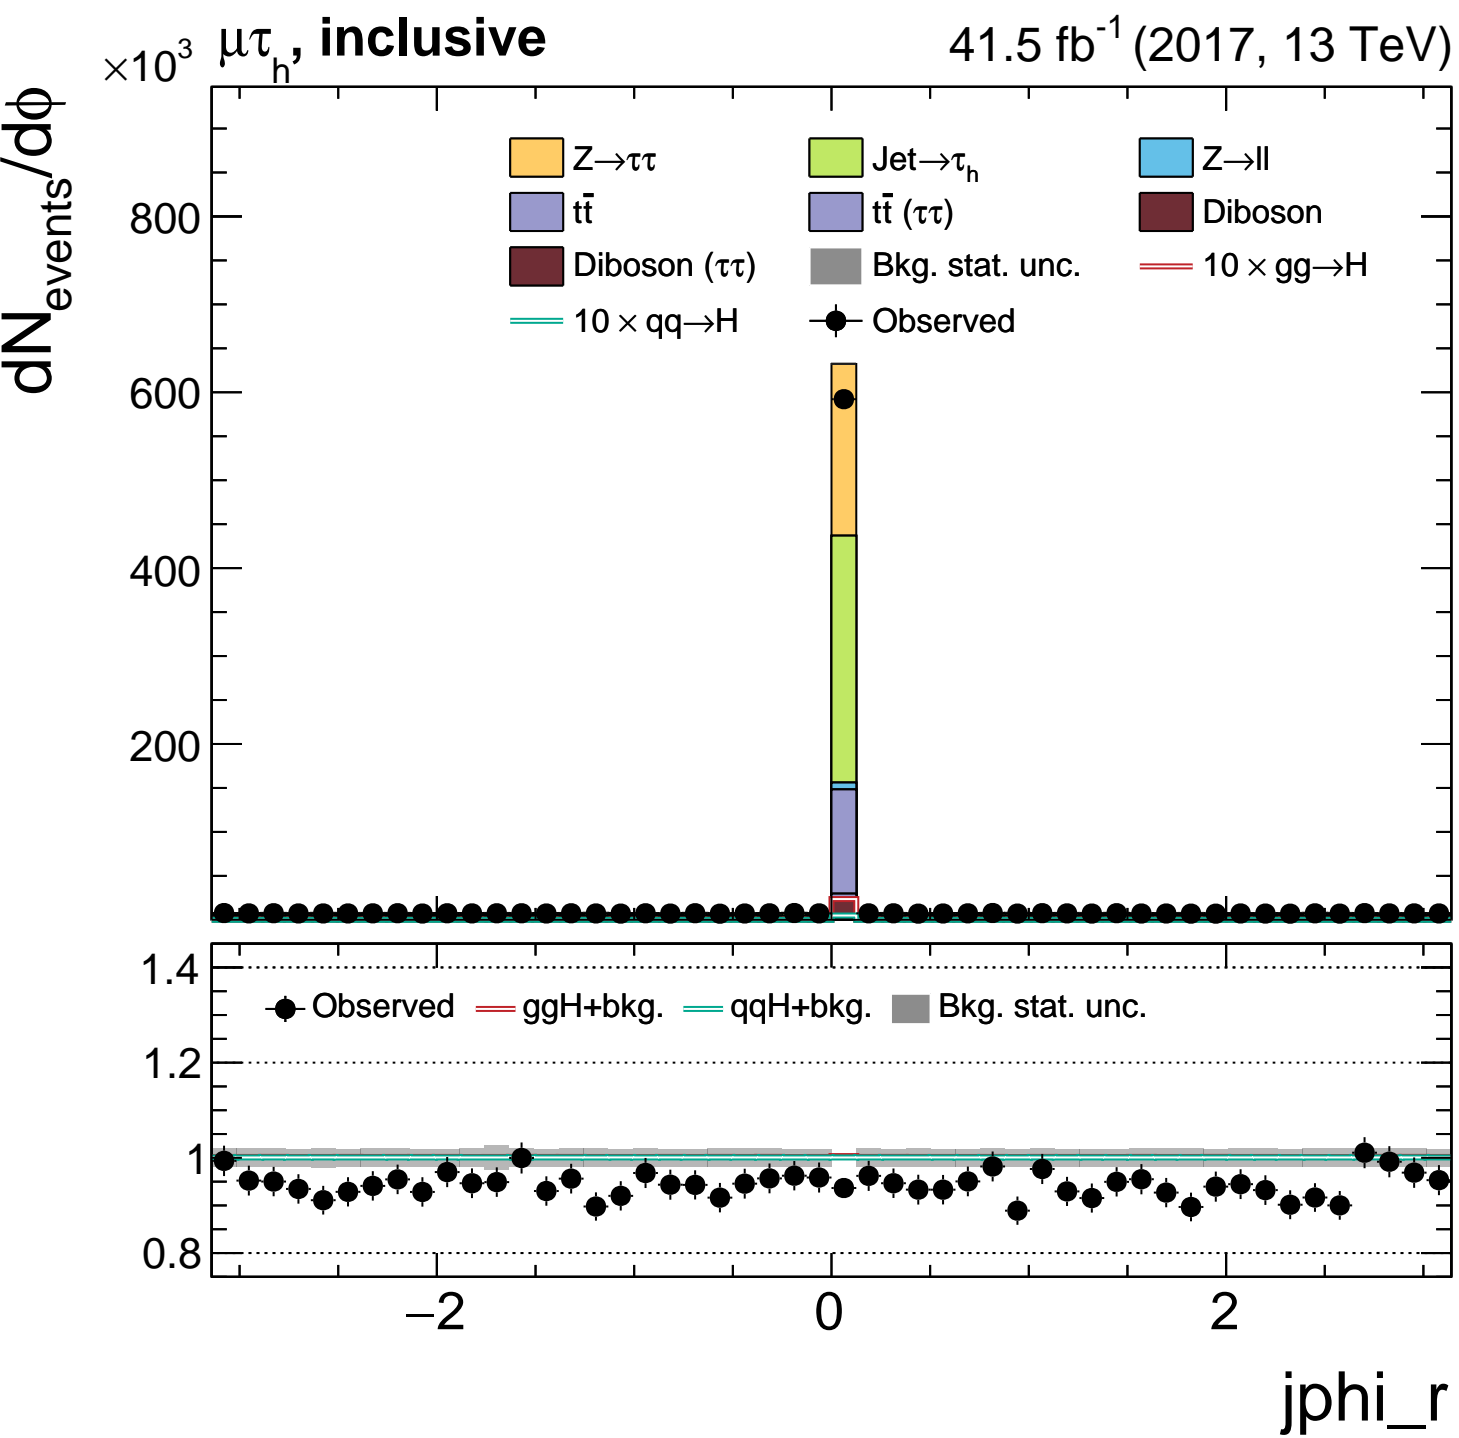 ×10³ μτₕ, inclusive 41.5 fb⁻¹ (2017, 13 TeV)
dN_events/dϕ
Z→ττ Jet→τₕ Z→ll
tt̄ tt̄ (ττ) Diboson
Diboson (ττ) Bkg. stat. unc. 10 × gg→H
10 × qq→H Observed
800
600
400
200
1.4
Observed ggH+bkg. qqH+bkg. Bkg. stat. unc.
1.2
1
0.8
−2 0 2
jphi_r